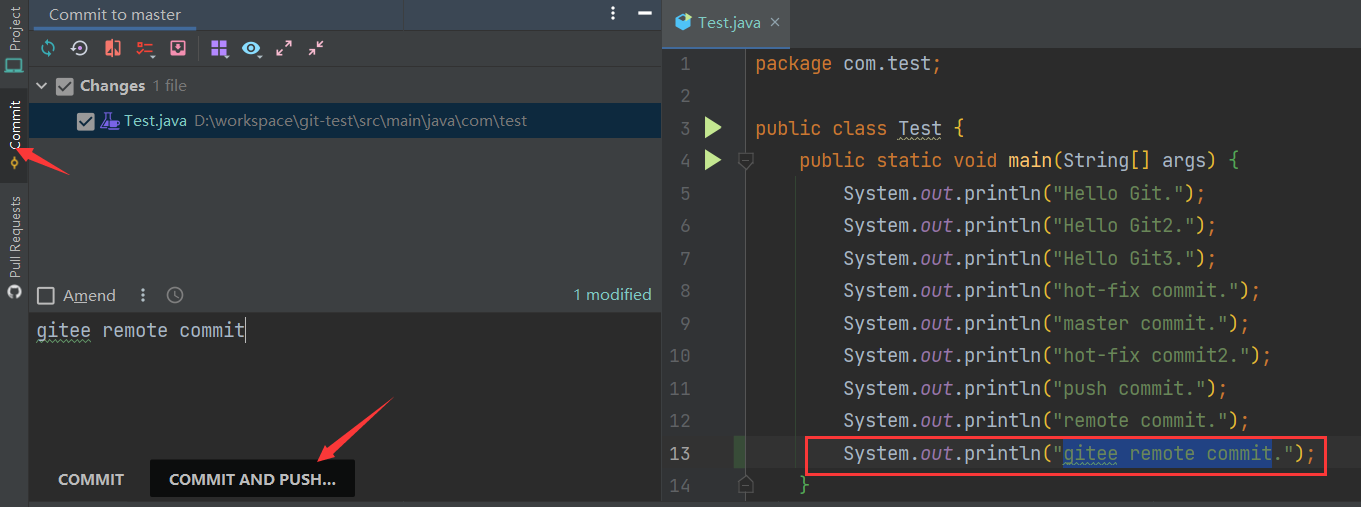 Project
Commit
Pull Requests
Commit to master
Changes 1 file
Test.java D:\workspace\git-test\src\main\java\com\test
Amend
1 modified
gitee remote commit
COMMIT
COMMIT AND PUSH...
Test.java
1 package com.test;
2
3 public class Test {
4 public static void main(String[] args) {
5 System.out.println("Hello Git.");
6 System.out.println("Hello Git2.");
7 System.out.println("Hello Git3.");
8 System.out.println("hot-fix commit.");
9 System.out.println("master commit.");
10 System.out.println("hot-fix commit2.");
11 System.out.println("push commit.");
12 System.out.println("remote commit.");
13 System.out.println("gitee remote commit.");
14 }